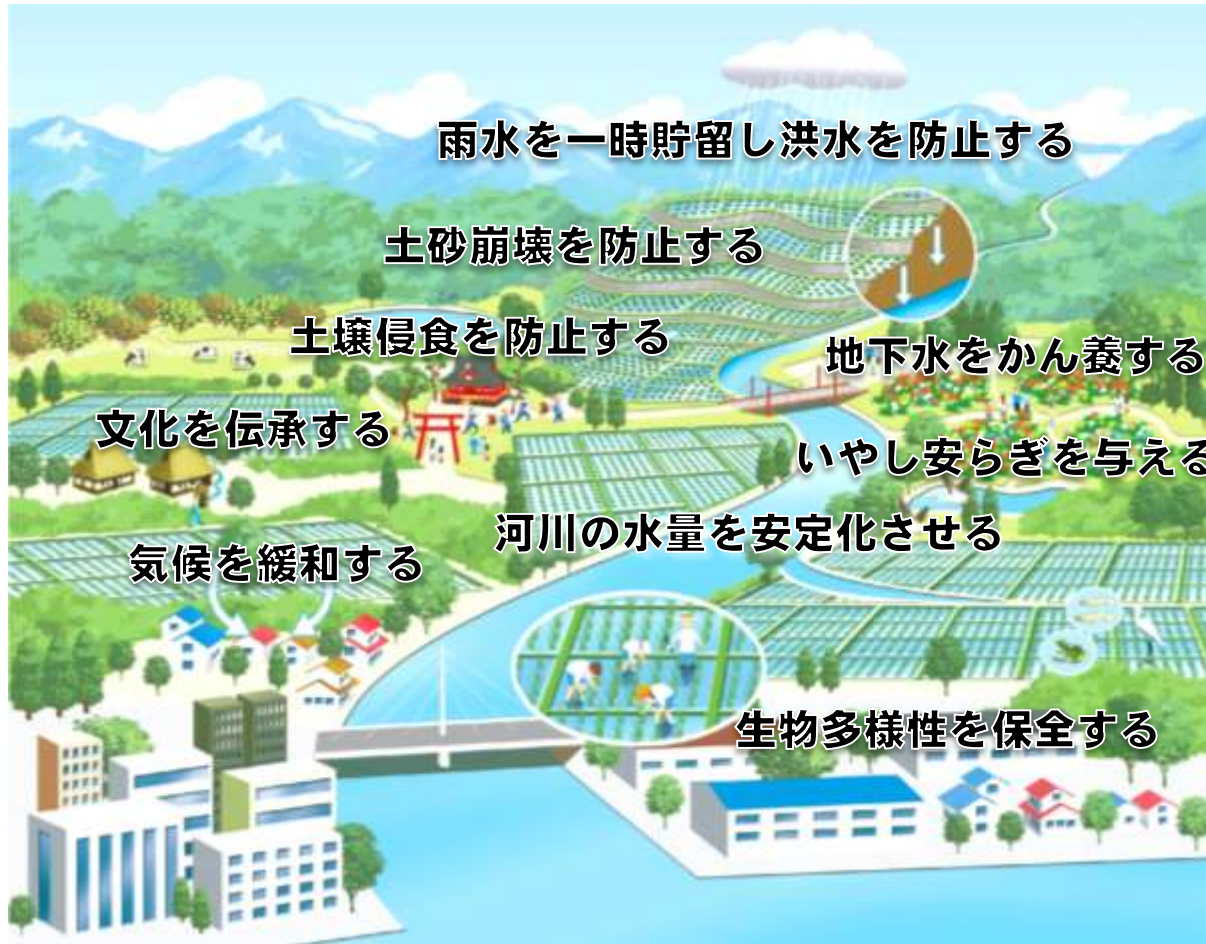 雨水を一時貯留し洪水を防止する
土砂崩壊を防止する
土壌侵食を防止する
地下水をかん養する
文化を伝承する
いやし安らぎを与える
河川の水量を安定化させる
気候を緩和する
生物多様性を保全する